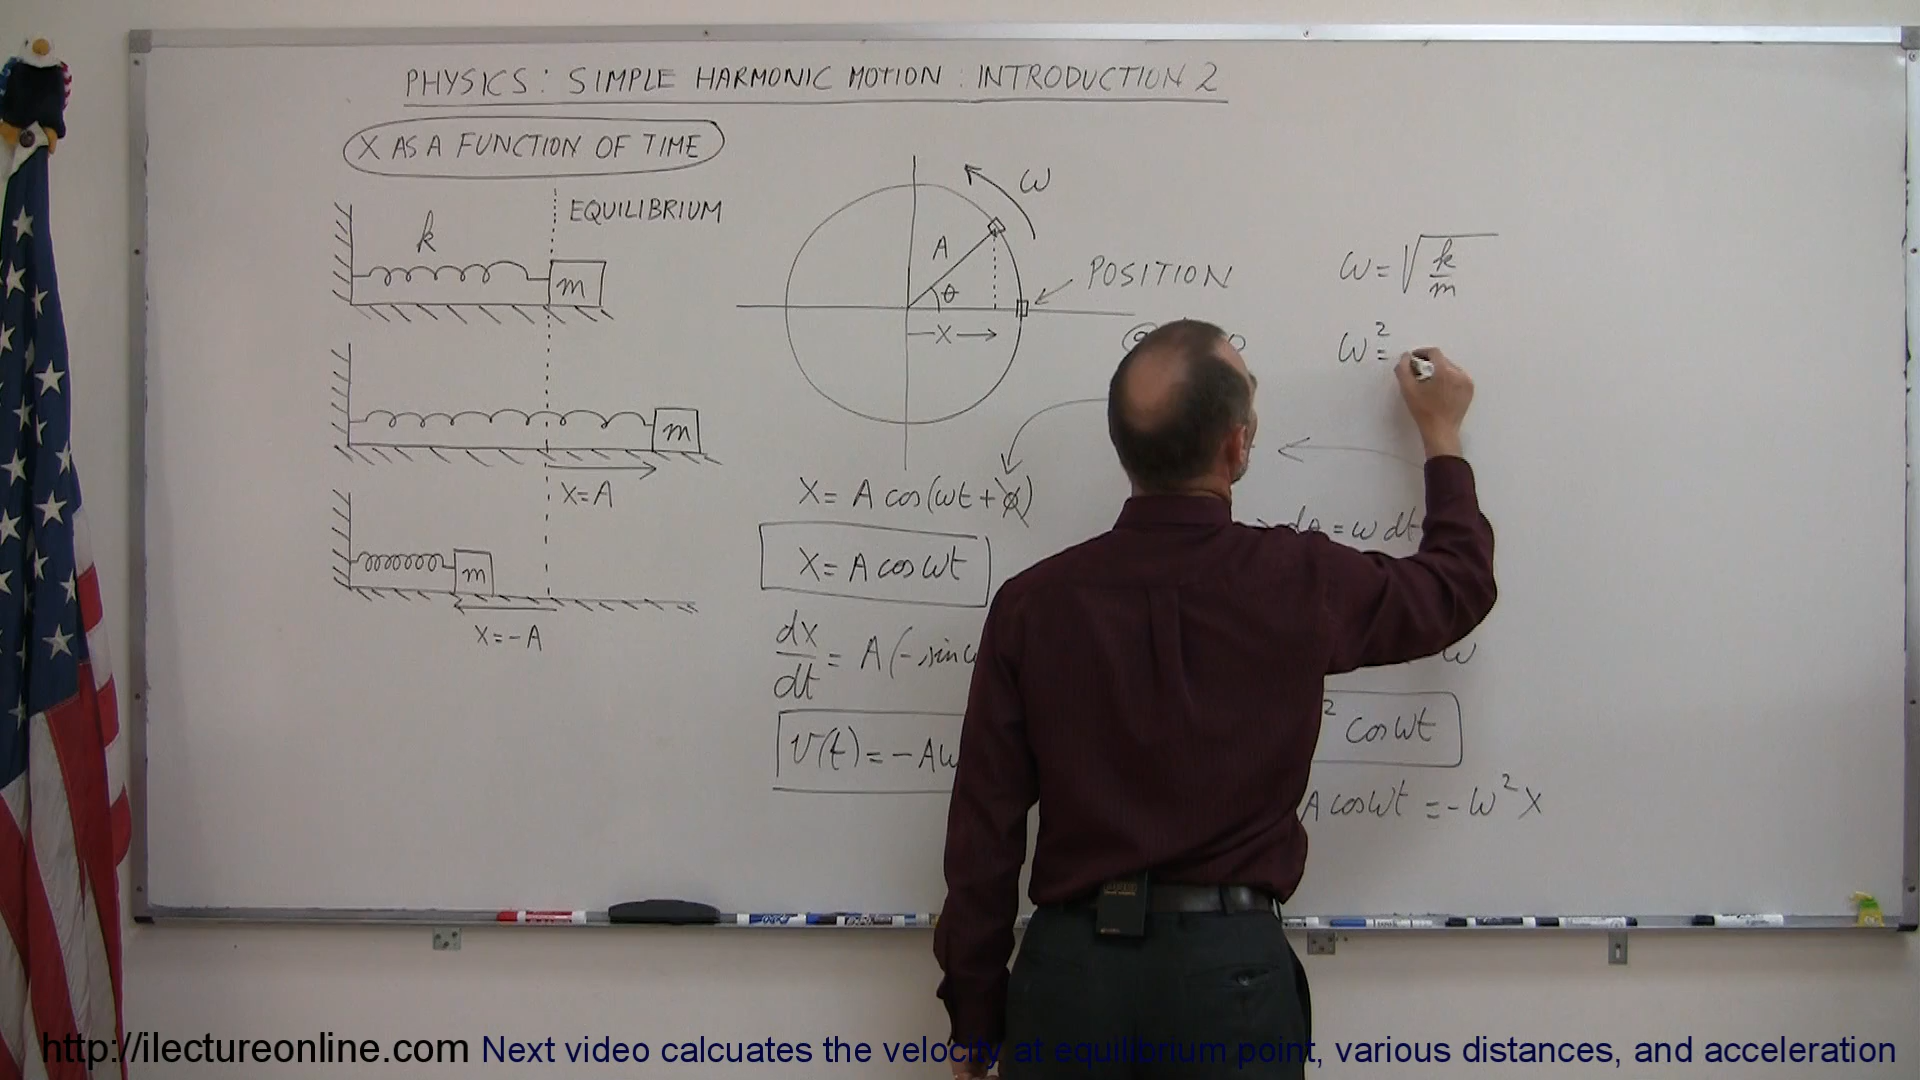 PHYSICS: SIMPLE HARMONIC MOTION: INTRODUCTION 2
X AS A FUNCTION OF TIME
EQUILIBRIUM
k
m
m
X=A
m
X=-A
ω
A
θ
X
POSITION
X= A cos(ωt+φ)
X= A cos ωt
dx/dt = A(-sin
v(t)= -Aω
ω=√(k/m)
ω²=
dθ=ω dt
ω
² cos ωt
A cos ωt = -ω² X
http://ilectureonline.com Next video calcuates the velocity at equilibrium point, various distances, and acceleration